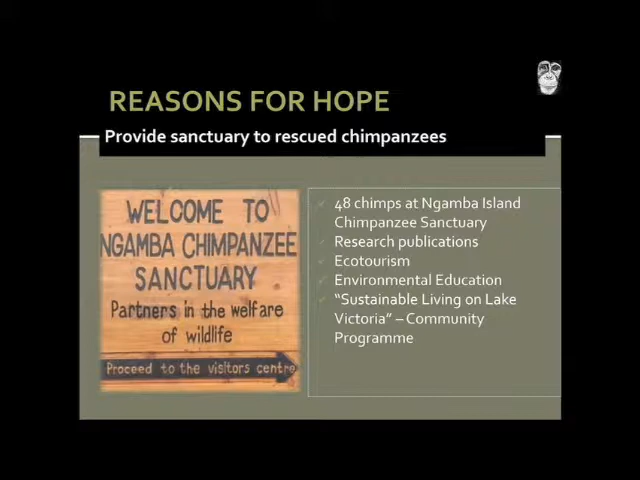 REASONS FOR HOPE
Provide sanctuary to rescued chimpanzees
WELCOME TO
NGAMBA CHIMPANZEE
SANCTUARY
Partners in the welfare
of wildlife
Proceed to the visitors centre
48 chimps at Ngamba Island
Chimpanzee Sanctuary
Research publications
Ecotourism
Environmental Education
“Sustainable Living on Lake
Victoria” – Community
Programme